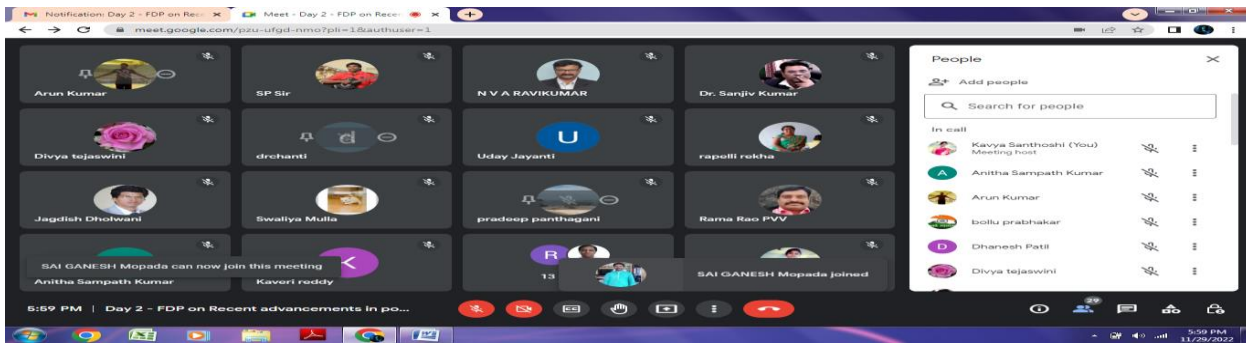 Notification: Day 2 - FDP on Rec
Meet - Day 2 - FDP on Recen
meet.google.com/pzu-ufgd-nmo?pli=1&authuser=1
Arun Kumar
SP Sir
N V A RAVIKUMAR
Dr. Sanjiv Kumar
Divya tejaswini
drchanti
U
Uday Jayanti
rapelli rekha
Jagdish Dholwani
Swaliya Mulla
pradeep panthagani
Rama Rao PVV
SAI GANESH Mopada can now join this meeting
Anitha Sampath Kumar
K
Kaveri reddy
R
13
SAI GANESH Mopada joined
People
Add people
Search for people
In call
Kavya Santhoshi (You)
Meeting host
A Anitha Sampath Kumar
Arun Kumar
bollu prabhakar
D Dhanesh Patil
Divya tejaswini
5:59 PM | Day 2 - FDP on Recent advancements in po...
CC
29
5:59 PM
11/29/2022